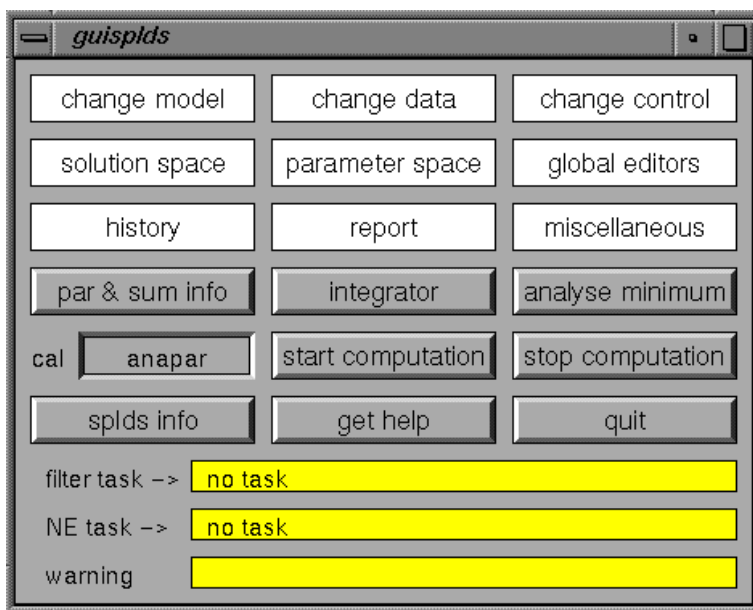 guisplds
change model change data change control
solution space parameter space global editors
history report miscellaneous
par & sum info integrator analyse minimum
cal anapar start computation stop computation
splds info get help quit
filter task –> no task
NE task –> no task
warning